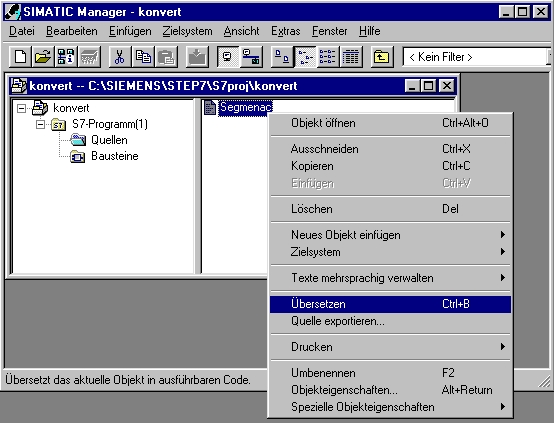 SIMATIC Manager - konvert
Datei Bearbeiten Einfügen Zielsystem Ansicht Extras Fenster Hilfe
< Kein Filter >
konvert -- C:\SIEMENS\STEP7\S7proj\konvert
konvert
S7-Programm(1)
Quellen
Bausteine
Segmenac
Objekt öffnen Ctrl+Alt+O
Ausschneiden Ctrl+X
Kopieren Ctrl+C
Einfügen Ctrl+V
Löschen Del
Neues Objekt einfügen
Zielsystem
Texte mehrsprachig verwalten
Übersetzen Ctrl+B
Quelle exportieren...
Drucken
Umbenennen F2
Objekteigenschaften... Alt+Return
Spezielle Objekteigenschaften
Übersetzt das aktuelle Objekt in ausführbaren Code.